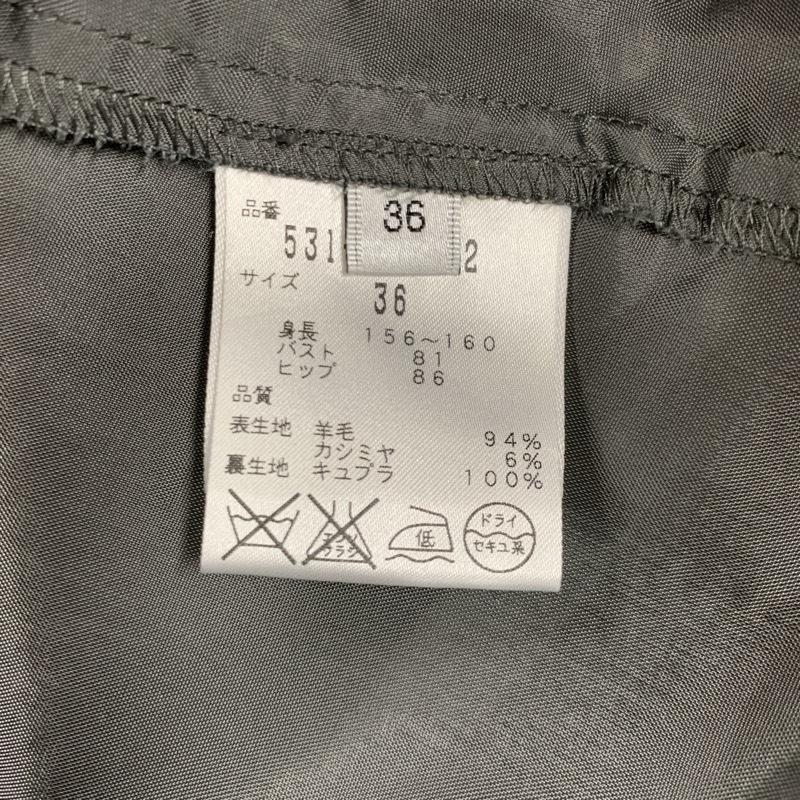 36
品番
531 2
サイズ
36
身長 156～160
バスト 81
ヒップ 86
品質
表生地 羊毛 94%
カシミヤ 6%
裏生地 キュプラ 100%
エンソ
フラシ
低
ドライ
セキユ系